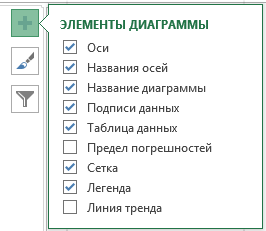 ЭЛЕМЕНТЫ ДИАГРАММЫ
Оси
Названия осей
Название диаграммы
Подписи данных
Таблица данных
Предел погрешностей
Сетка
Легенда
Линия тренда